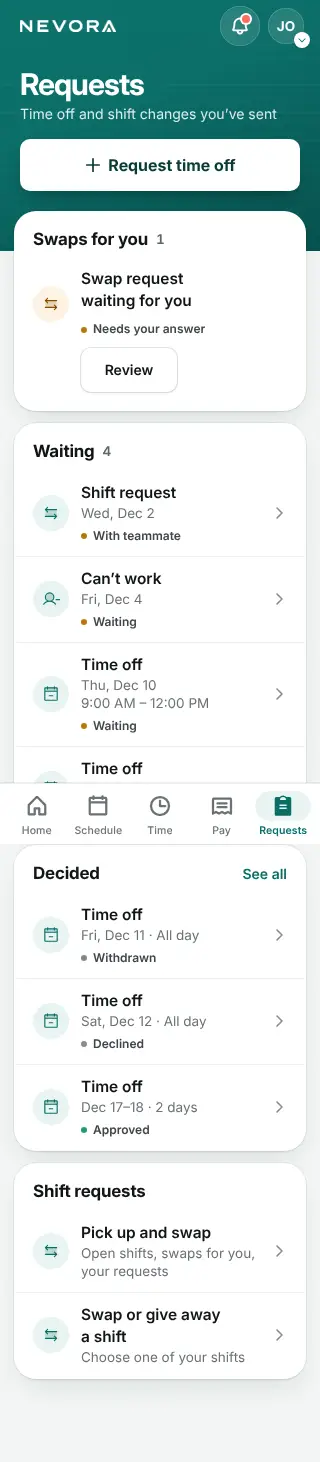 NEVORA
JO
Requests
Time off and shift changes you’ve sent
+ Request time off
Swaps for you 1
Swap request
waiting for you
Needs your answer
Review
Waiting 4
Shift request
Wed, Dec 2
With teammate
Can’t work
Fri, Dec 4
Waiting
Time off
Thu, Dec 10
9:00 AM – 12:00 PM
Waiting
Time off
Home Schedule Time Pay Requests
Decided See all
Time off
Fri, Dec 11 · All day
Withdrawn
Time off
Sat, Dec 12 · All day
Declined
Time off
Dec 17–18 · 2 days
Approved
Shift requests
Pick up and swap
Open shifts, swaps for you,
your requests
Swap or give away
a shift
Choose one of your shifts